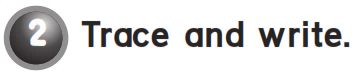 2 Trace and write.